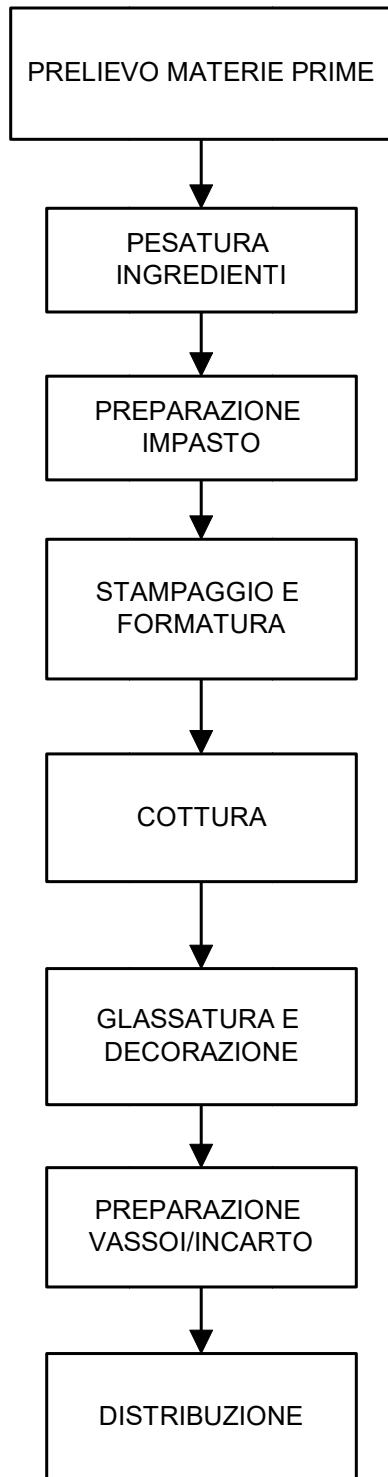 PRELIEVO MATERIE PRIME
PESATURA
INGREDIENTI
PREPARAZIONE
IMPASTO
STAMPAGGIO E
FORMATURA
COTTURA
GLASSATURA E
DECORAZIONE
PREPARAZIONE
VASSOI/INCARTO
DISTRIBUZIONE